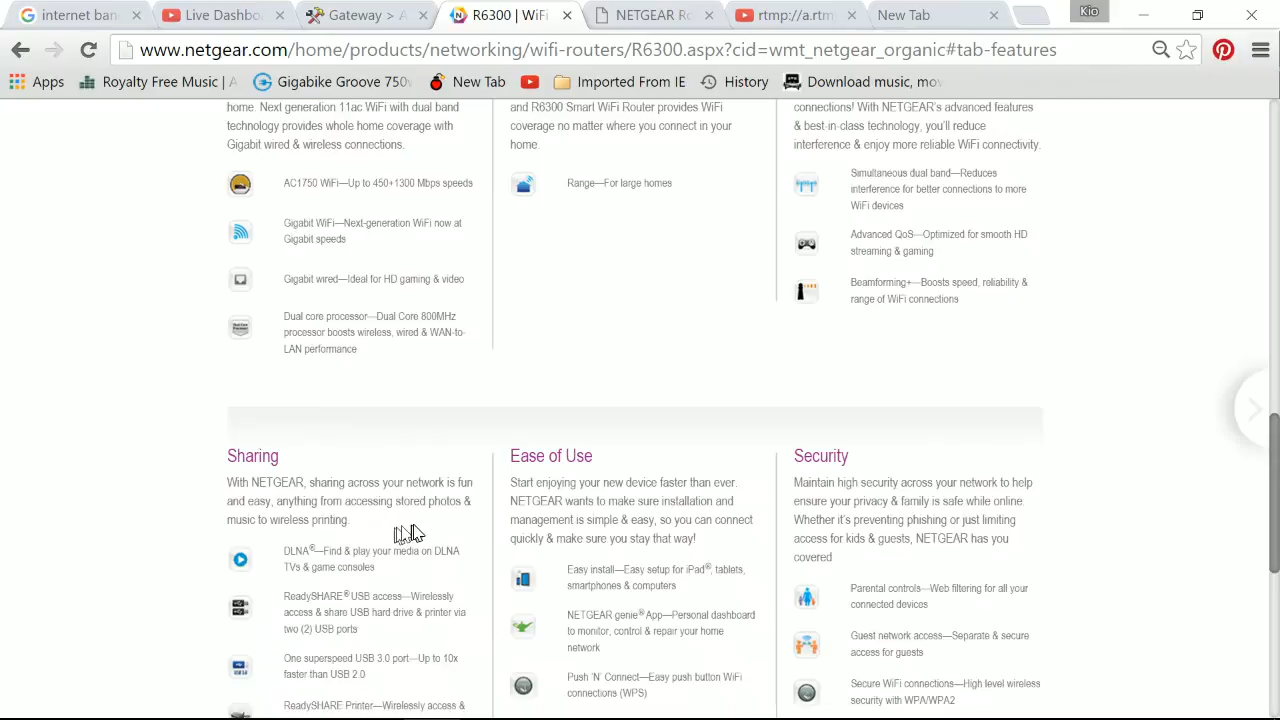 internet ban
Live Dashbo
Gateway > A
R6300 | WiFi
NETGEAR Ro
rtmp://a.rtm
New Tab
Kio
www.netgear.com/home/products/networking/wifi-routers/R6300.aspx?cid=wmt_netgear_organic#tab-features
Apps
Royalty Free Music | A
Gigabike Groove 750v
New Tab
Imported From IE
History
Download music, mov
home. Next generation 11ac WiFi with dual band
technology provides whole home coverage with
Gigabit wired & wireless connections.
AC1750 WiFi—Up to 450+1300 Mbps speeds
Gigabit WiFi—Next-generation WiFi now at
Gigabit speeds
Gigabit wired—Ideal for HD gaming & video
Dual core processor—Dual Core 800MHz
processor boosts wireless, wired & WAN-to-
LAN performance
and R6300 Smart WiFi Router provides WiFi
coverage no matter where you connect in your
home.
Range—For large homes
connections! With NETGEAR's advanced features
& best-in-class technology, you'll reduce
interference & enjoy more reliable WiFi connectivity.
Simultaneous dual band—Reduces
interference for better connections to more
WiFi devices
Advanced QoS—Optimized for smooth HD
streaming & gaming
Beamforming+—Boosts speed, reliability &
range of WiFi connections
Sharing
With NETGEAR, sharing across your network is fun
and easy, anything from accessing stored photos &
music to wireless printing.
DLNA®—Find & play your media on DLNA
TVs & game consoles
ReadySHARE® USB access—Wirelessly
access & share USB hard drive & printer via
two (2) USB ports
One superspeed USB 3.0 port—Up to 10x
faster than USB 2.0
ReadySHARE Printer—Wirelessly access &
Ease of Use
Start enjoying your new device faster than ever.
NETGEAR wants to make sure installation and
management is simple & easy, so you can connect
quickly & make sure you stay that way!
Easy install—Easy setup for iPad®, tablets,
smartphones & computers
NETGEAR genie® App—Personal dashboard
to monitor, control & repair your home
network
Push 'N' Connect—Easy push button WiFi
connections (WPS)
Security
Maintain high security across your network to help
ensure your privacy & family is safe while online.
Whether it's preventing phishing or just limiting
access for kids & guests, NETGEAR has you
covered
Parental controls—Web filtering for all your
connected devices
Guest network access—Separate & secure
access for guests
Secure WiFi connections—High level wireless
security with WPA/WPA2